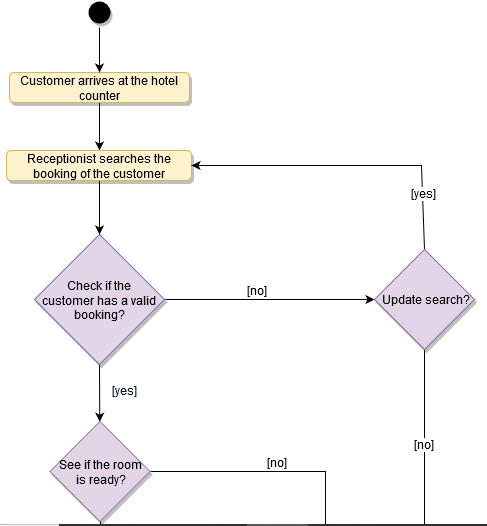 Customer arrives at the hotel
counter
Receptionist searches the
booking of the customer
[yes]
Check if the
customer has a valid
booking?
[no]
Update search?
[yes]
[no]
See if the room
is ready?
[no]